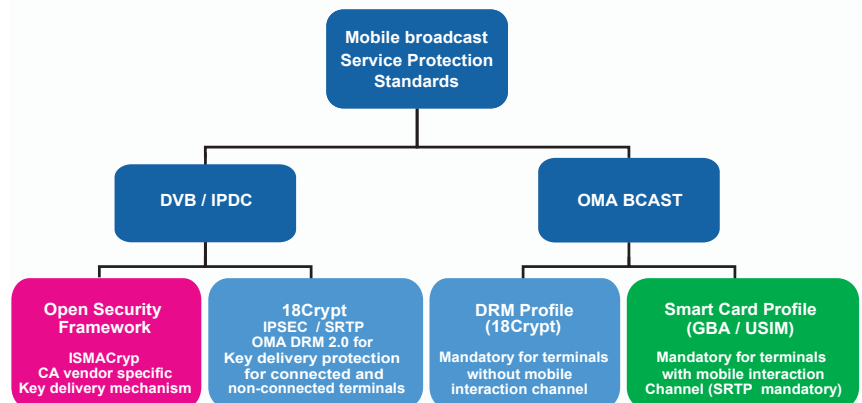 Mobile broadcast
Service Protection
Standards
DVB / IPDC
OMA BCAST
Open Security
Framework
ISMACryp
CA vendor specific
Key delivery mechanism
18Crypt
IPSEC / SRTP
OMA DRM 2.0 for
Key delivery protection
for connected and
non-connected terminals
DRM Profile
(18Crypt)
Mandatory for terminals
without mobile
interaction channel
Smart Card Profile
(GBA / USIM)
Mandatory for terminals
with mobile interaction
Channel (SRTP mandatory)